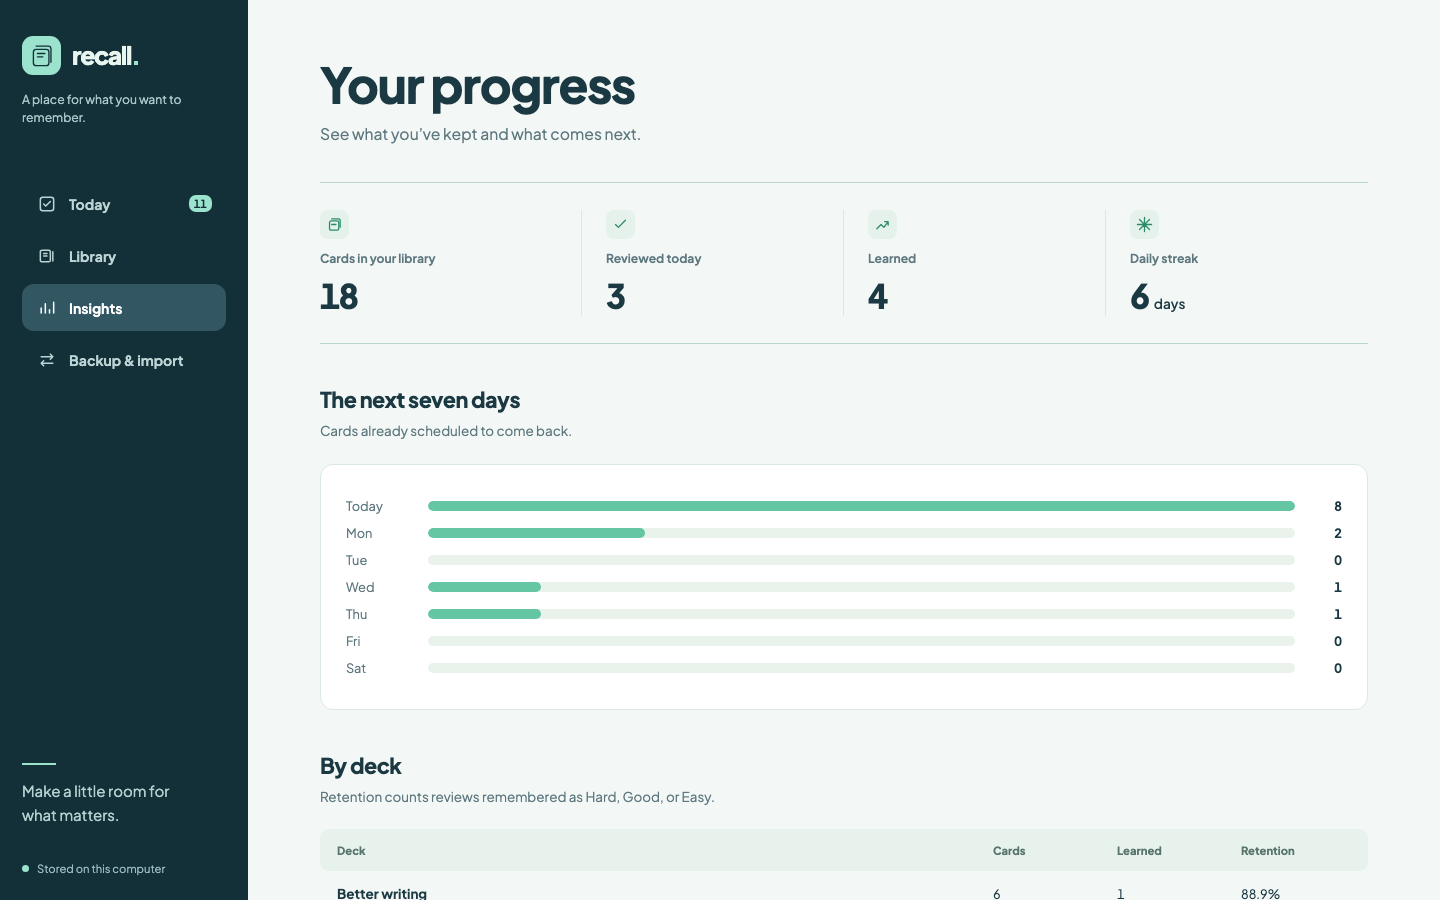 recall.
A place for what you want to
remember.
Today 11
Library
Insights
Backup & import
Make a little room for
what matters.
Stored on this computer
Your progress
See what you've kept and what comes next.
Cards in your library
18
Reviewed today
3
Learned
4
Daily streak
6 days
The next seven days
Cards already scheduled to come back.
Today 8
Mon 2
Tue 0
Wed 1
Thu 1
Fri 0
Sat 0
By deck
Retention counts reviews remembered as Hard, Good, or Easy.
Deck Cards Learned Retention
Better writing 6 1 88.9%